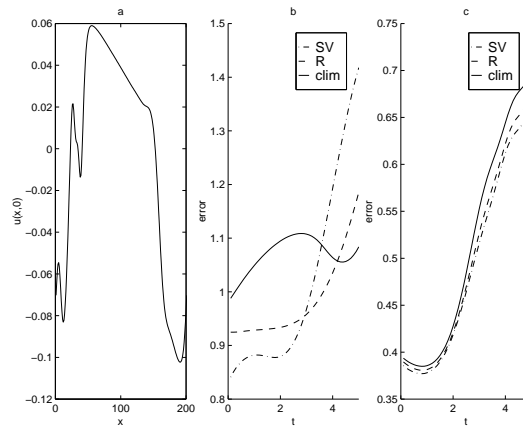 a
0.06
0.04
0.02
0
−0.02
−0.04
−0.06
−0.08
−0.1
−0.12
u(x,0)
0 100 200
x
b
1.5
1.4
1.3
1.2
1.1
1
0.9
0.8
error
SV
R
clim
0 2 4
t
c
0.75
0.7
0.65
0.6
0.55
0.5
0.45
0.4
0.35
error
SV
R
clim
0 2 4
t